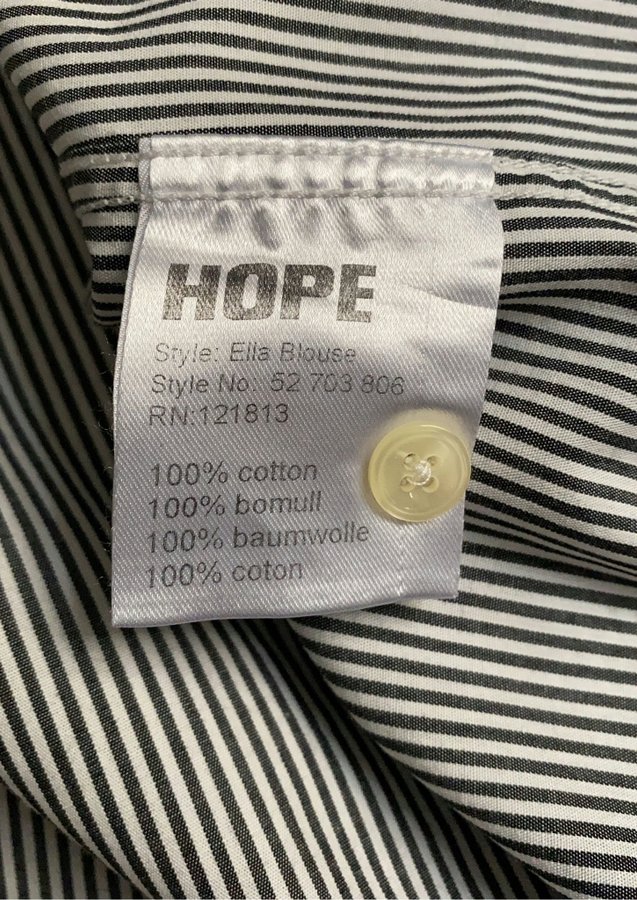 HOPE
Style: Ella Blouse
Style No: 52 703 806
RN:121813
100% cotton
100% bomull
100% baumwolle
100% coton